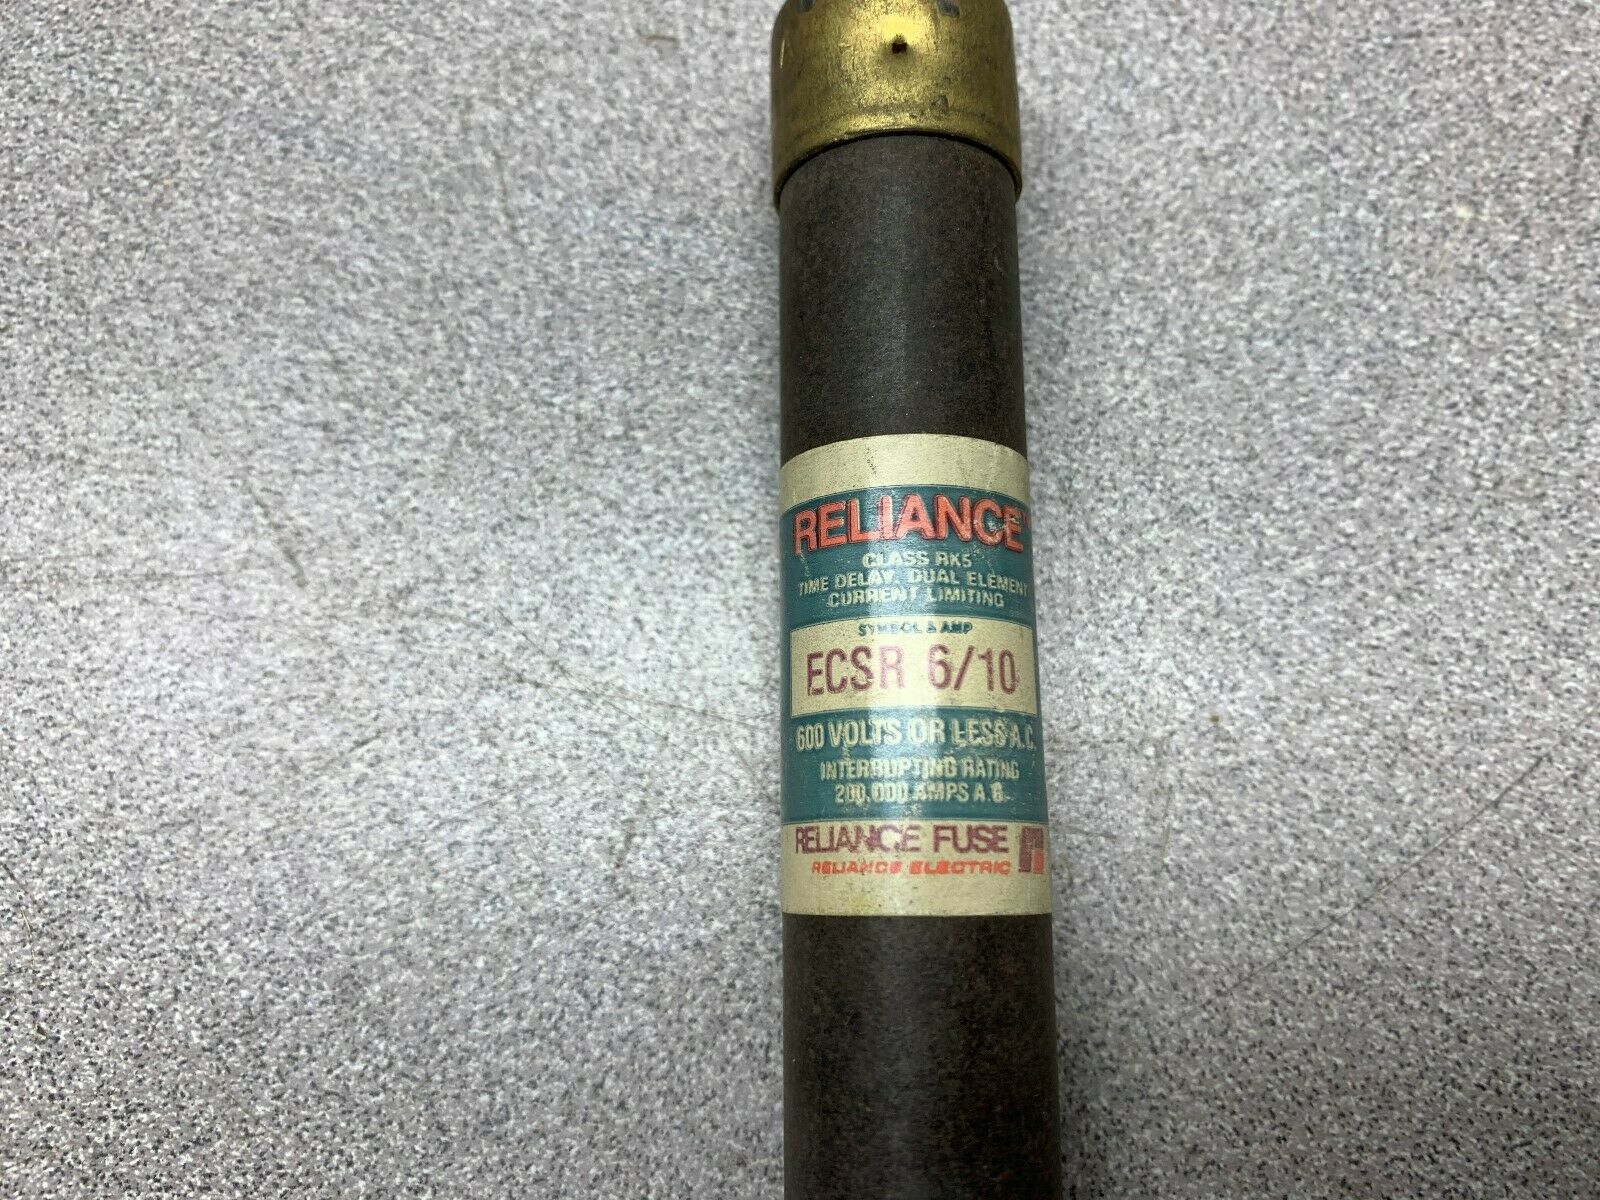 RELIANCE™
CLASS RK5
TIME DELAY, DUAL ELEMENT
CURRENT LIMITING
SYMBOL & AMP
ECSR 6/10
600 VOLTS OR LESS A.C.
INTERRUPTING RATING
200,000 AMPS A.C.
RELIANCE FUSE
RELIANCE ELECTRIC